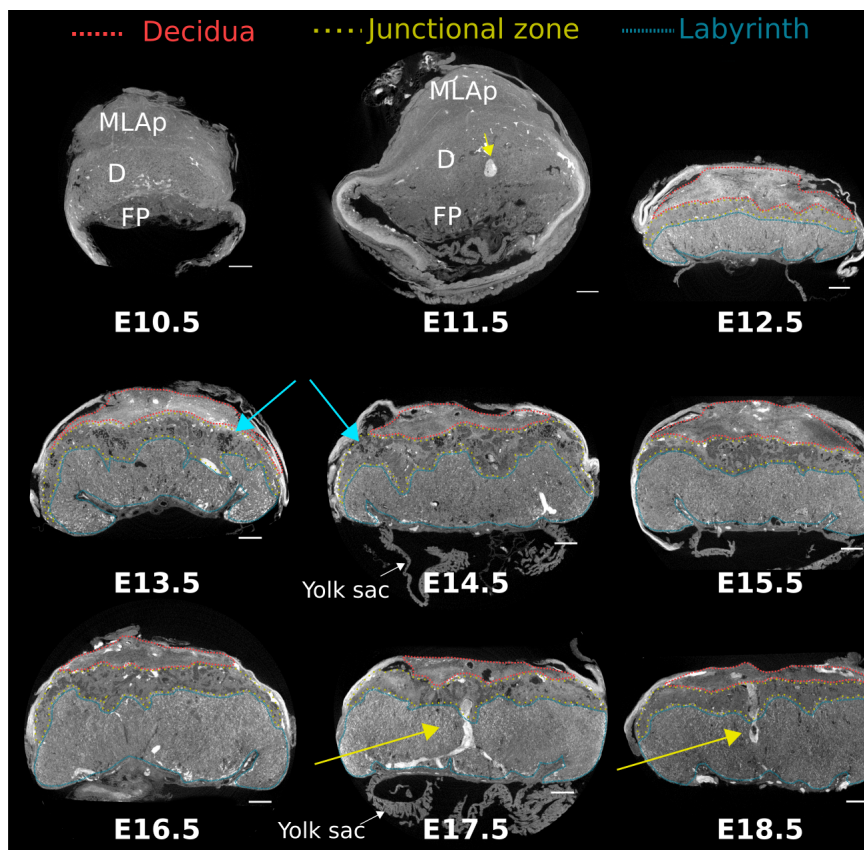 Decidua
Junctional zone
Labyrinth
MLAp
D
FP
E10.5
MLAp
D
FP
E11.5
E12.5
E13.5
Yolk sac
E14.5
E15.5
E16.5
Yolk sac
E17.5
E18.5